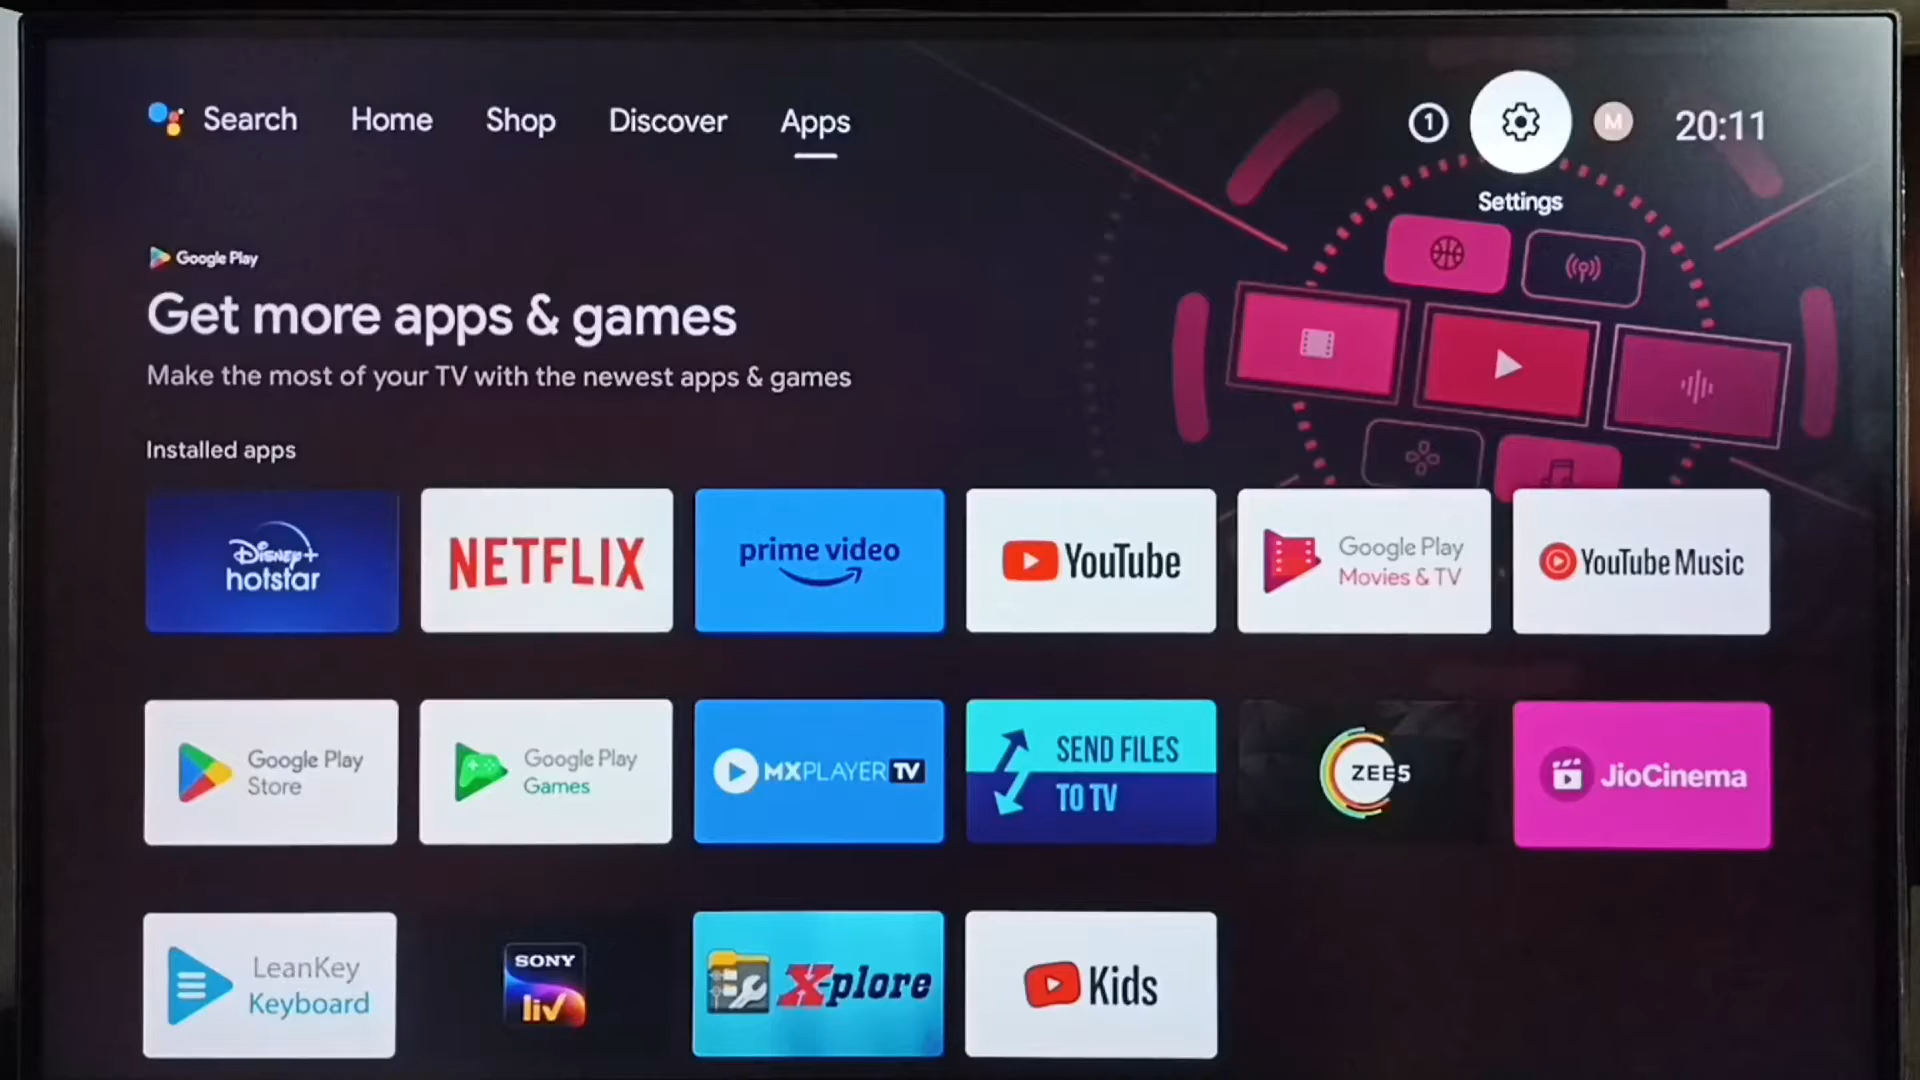 Search Home Shop Discover Apps
1
M
20:11
Settings
Google Play
Get more apps & games
Make the most of your TV with the newest apps & games
Installed apps
Disney+
hotstar
NETFLIX
prime video
YouTube
Google Play
Movies & TV
YouTube Music
Google Play
Store
Google Play
Games
MXPLAYER TV
SEND FILES
TO TV
ZEE5
JioCinema
LeanKey
Keyboard
SONY
liv
X-plore
Kids